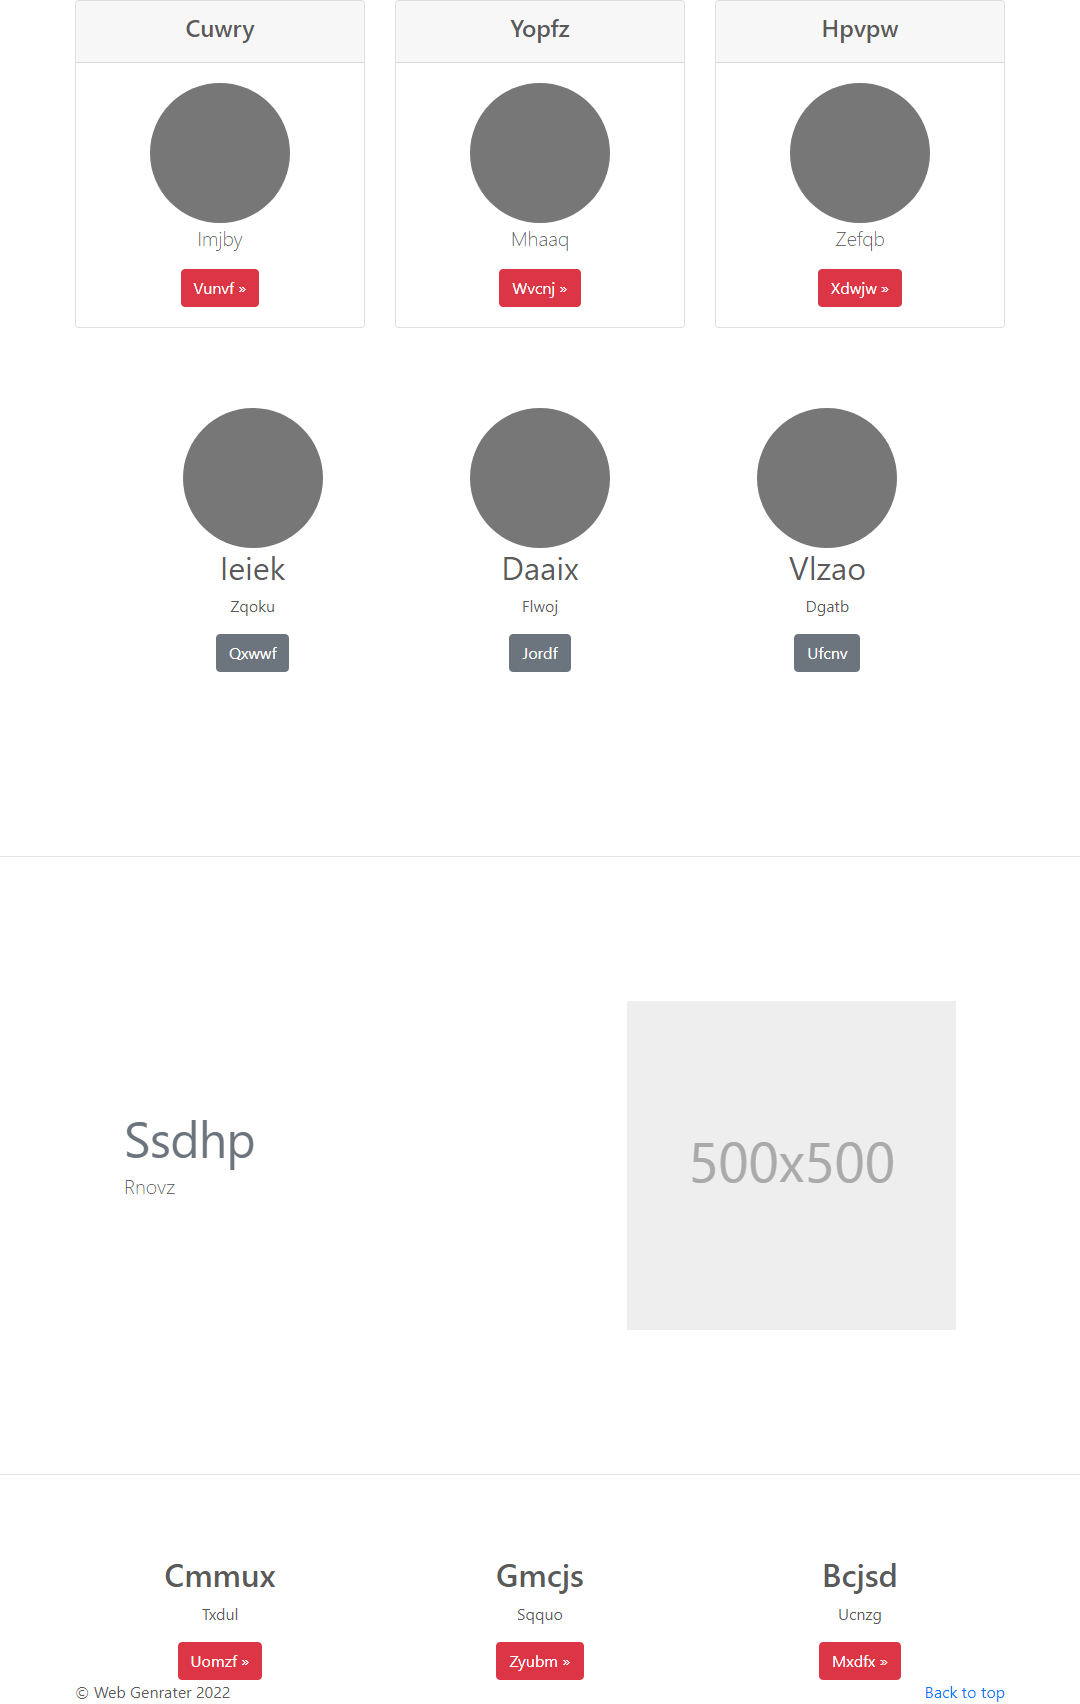 Cuwry
Yopfz
Hpvpw
Imjby
Mhaaq
Zefqb
Vunvf »
Wvcnj »
Xdwjw »
Ieiek
Daaix
Vlzao
Zqoku
Flwoj
Dgatb
Qxwwf
Jordf
Ufcnv
Ssdhp
Rnovz
500x500
Cmmux
Gmcjs
Bcjsd
Txdul
Sqquo
Ucnzg
Uomzf »
Zyubm »
Mxdfx »
© Web Genrater 2022
Back to top